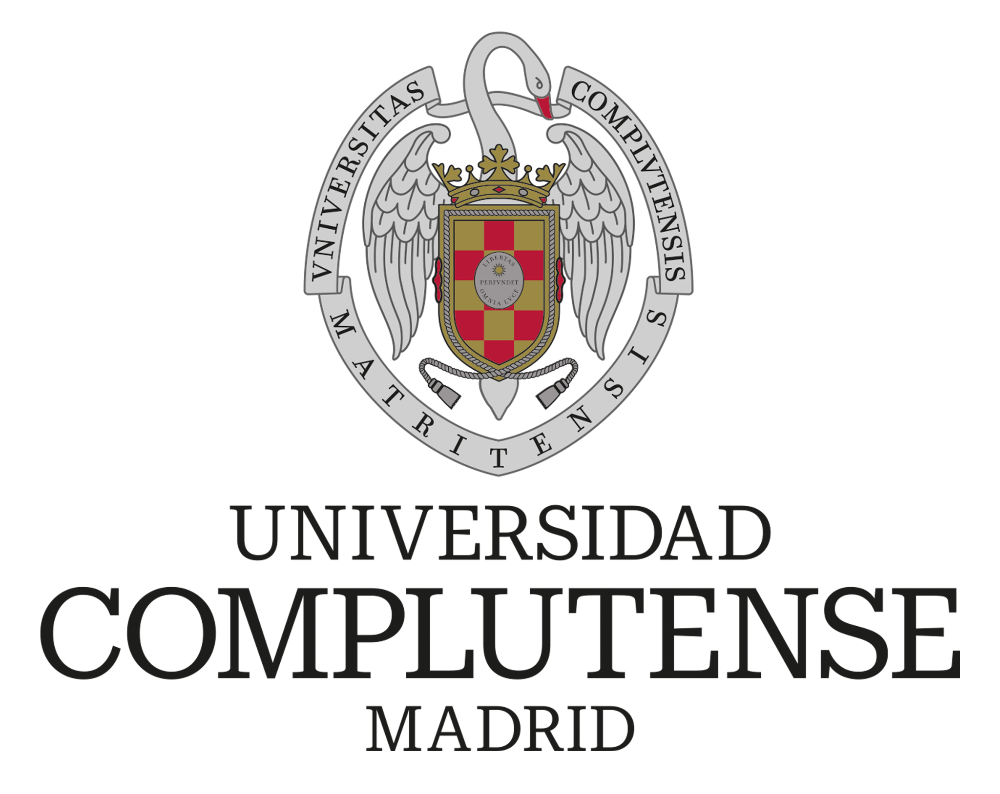 VNIVERSITAS
COMPLVTENSIS
MATRITENSIS
LIBERTAS
PERFVNDET
OMNIA LVCE
UNIVERSIDAD
COMPLUTENSE
MADRID